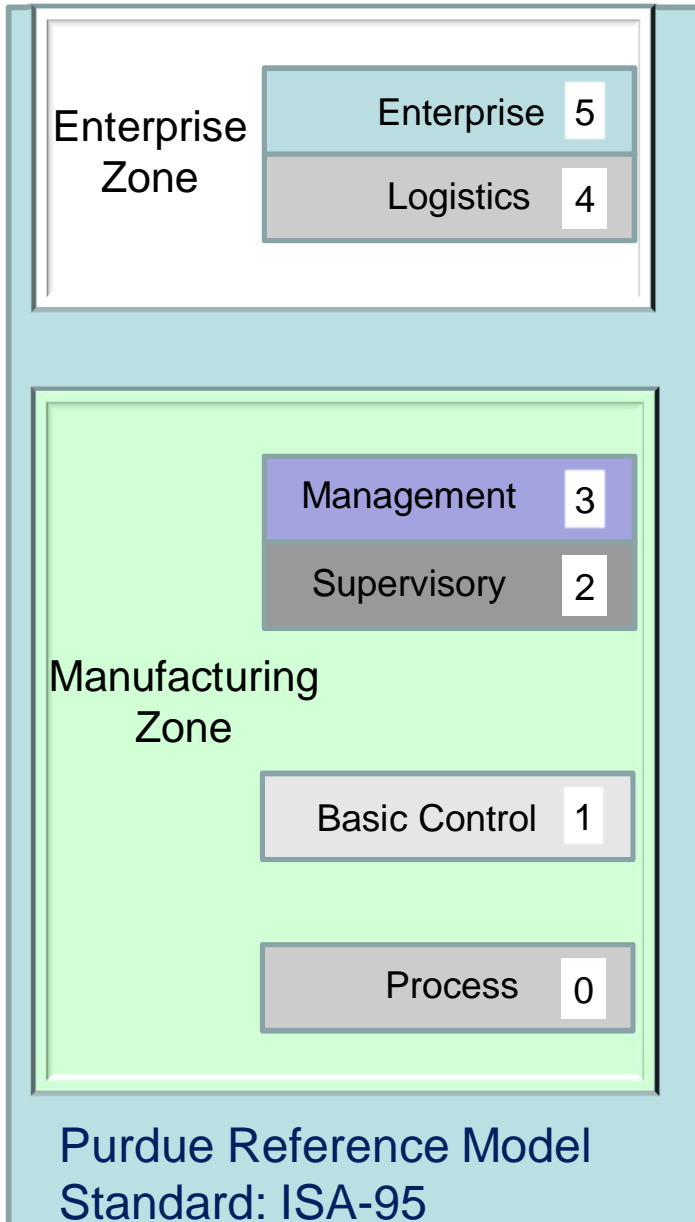 Enterprise
Zone
Enterprise 5
Logistics 4
Management 3
Supervisory 2
Manufacturing
Zone
Basic Control 1
Process 0
Purdue Reference Model
Standard: ISA-95